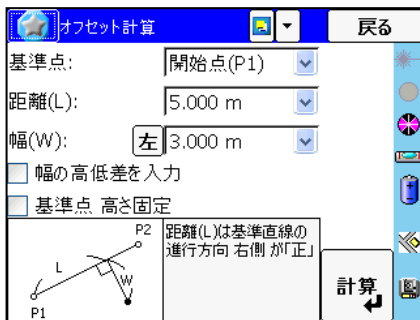 オフセット計算
戻る
基準点:
開始点(P1)
距離(L):
5.000 m
幅(W):
左
3.000 m
幅の高低差を入力
基準点 高さ固定
P2
L
W
P1
距離(L)は基準直線の
進行方向 右側 が「正」
計算